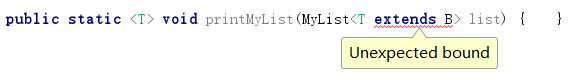 public static <T> void printMyList(MyList<T extends B> list) { }
Unexpected bound